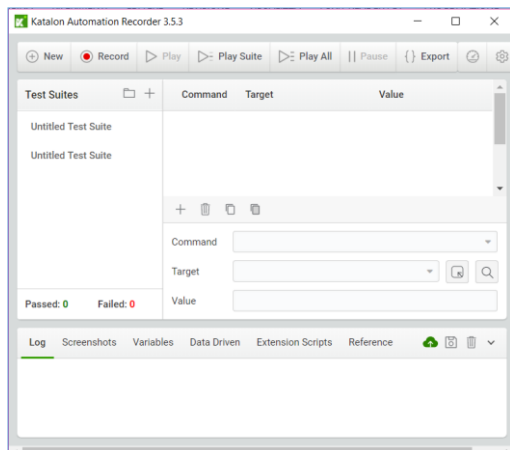 Katalon Automation Recorder 3.5.3
New Record Play Play Suite Play All Pause { } Export
Test Suites Command Target Value
Untitled Test Suite
Untitled Test Suite
Command
Target
Value
Passed: 0 Failed: 0
Log Screenshots Variables Data Driven Extension Scripts Reference